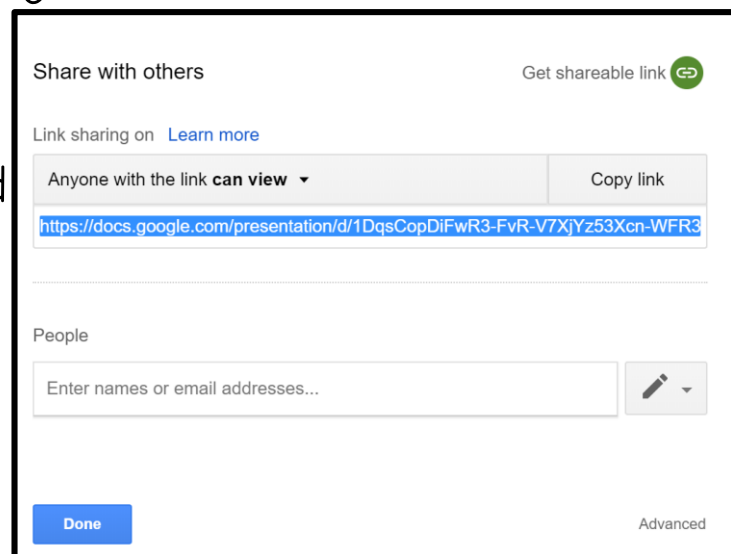 Share with others
Get shareable link
Link sharing on Learn more
Anyone with the link can view
Copy link
https://docs.google.com/presentation/d/1DqsCopDiFwR3-FvR-V7XjYz53Xcn-WFR3
People
Enter names or email addresses...
Done
Advanced